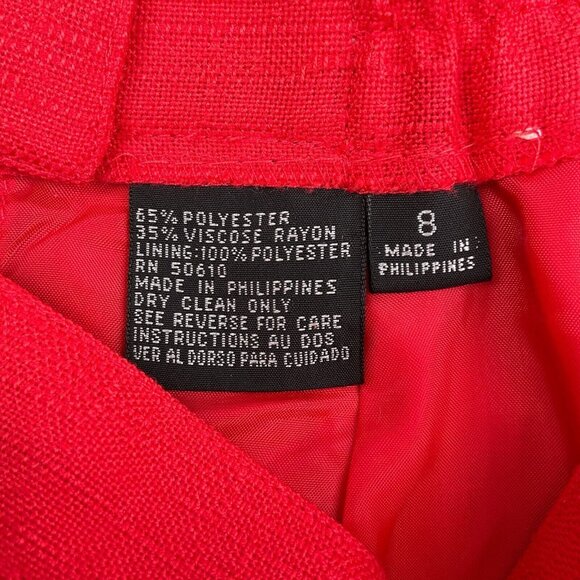 65% POLYESTER
35% VISCOSE RAYON
LINING:100% POLYESTER
RN 50610
MADE IN PHILIPPINES
DRY CLEAN ONLY
SEE REVERSE FOR CARE
INSTRUCTIONS AU DOS
VER AL DORSO PARA CUIDADO
8
MADE IN
PHILIPPINES